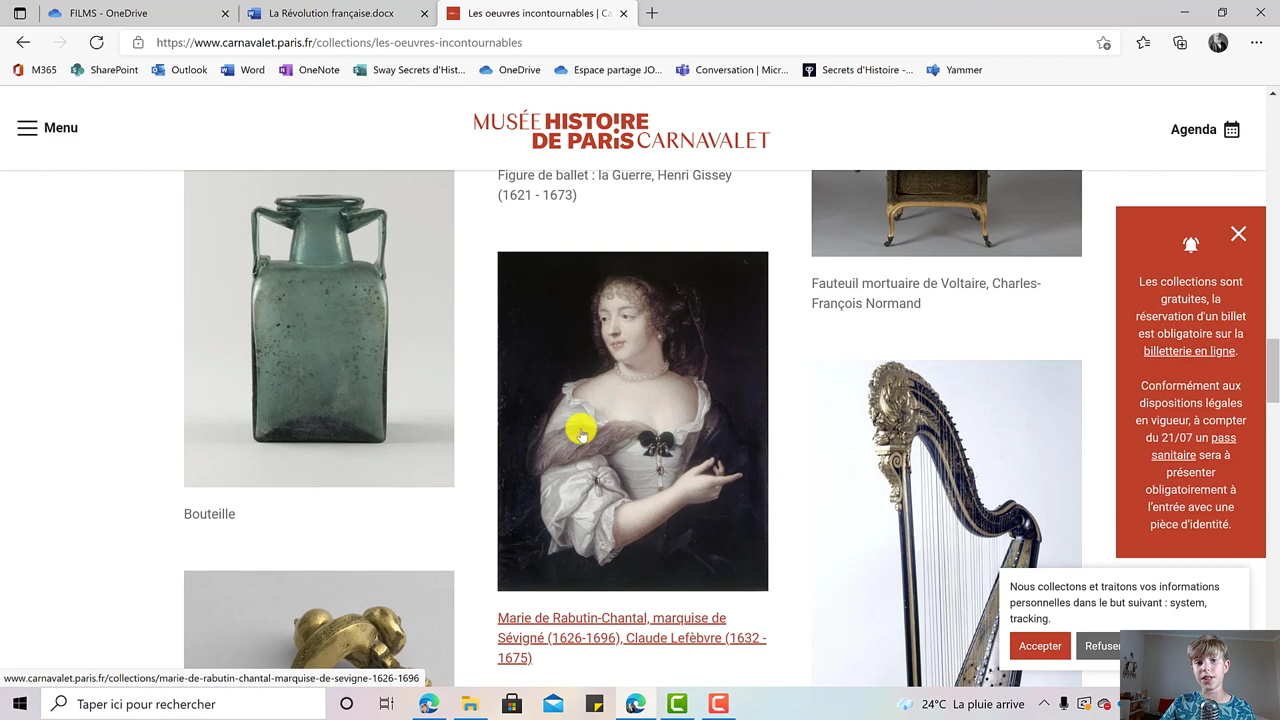 FILMS - OneDrive
La Révolution française.docx
Les oeuvres incontournables | Ca
https://www.carnavalet.paris.fr/collections/les-oeuvres-incontournables
M365
SharePoint
Outlook
Word
OneNote
Sway Secrets d'Hist...
OneDrive
Espace partage JO...
Conversation | Micr...
Secrets d'Histoire -...
Yammer
Menu
MUSÉE HISTOIRE
DE PARIS CARNAVALET
Agenda
Figure de ballet : la Guerre, Henri Gissey
(1621 - 1673)
Fauteuil mortuaire de Voltaire, Charles-
François Normand
Les collections sont
gratuites, la
réservation d'un billet
est obligatoire sur la
billetterie en ligne.
Conformément aux
dispositions légales
en vigueur, à compter
du 21/07 un pass
sanitaire sera à
présenter
obligatoirement à
l'entrée avec une
pièce d'identité.
Bouteille
Marie de Rabutin-Chantal, marquise de
Sévigné (1626-1696), Claude Lefèbvre (1632 -
1675)
Nous collectons et traitons vos informations
personnelles dans le but suivant : system,
tracking.
Accepter
Refuser
www.carnavalet.paris.fr/collections/marie-de-rabutin-chantal-marquise-de-sevigne-1626-1696
Taper ici pour rechercher
24°C La pluie arrive